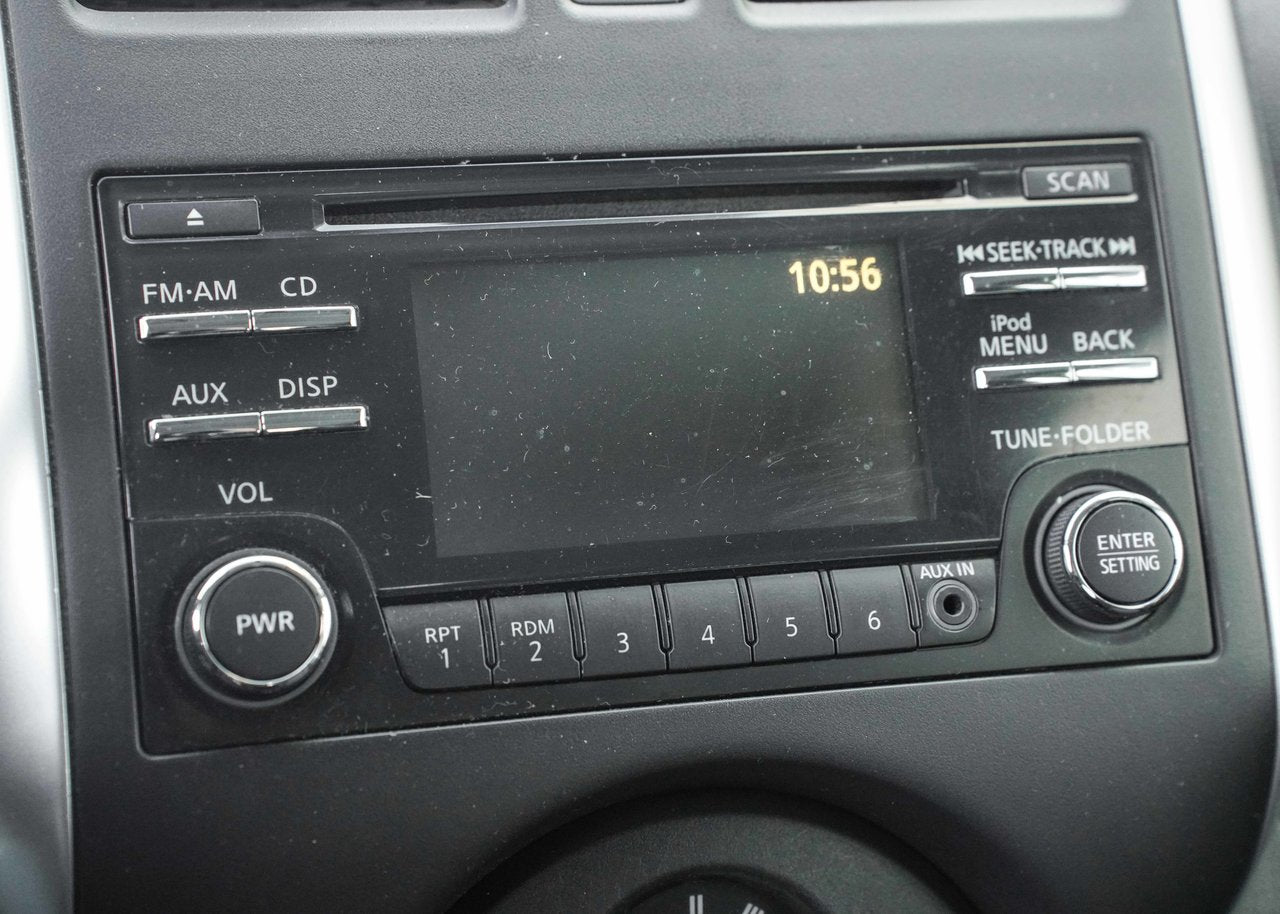 SCAN
FM·AM CD
SEEK·TRACK
10:56
iPod
MENU BACK
AUX DISP
TUNE·FOLDER
VOL
ENTER
SETTING
AUX IN
PWR
RPT
1
RDM
2
3
4
5
6